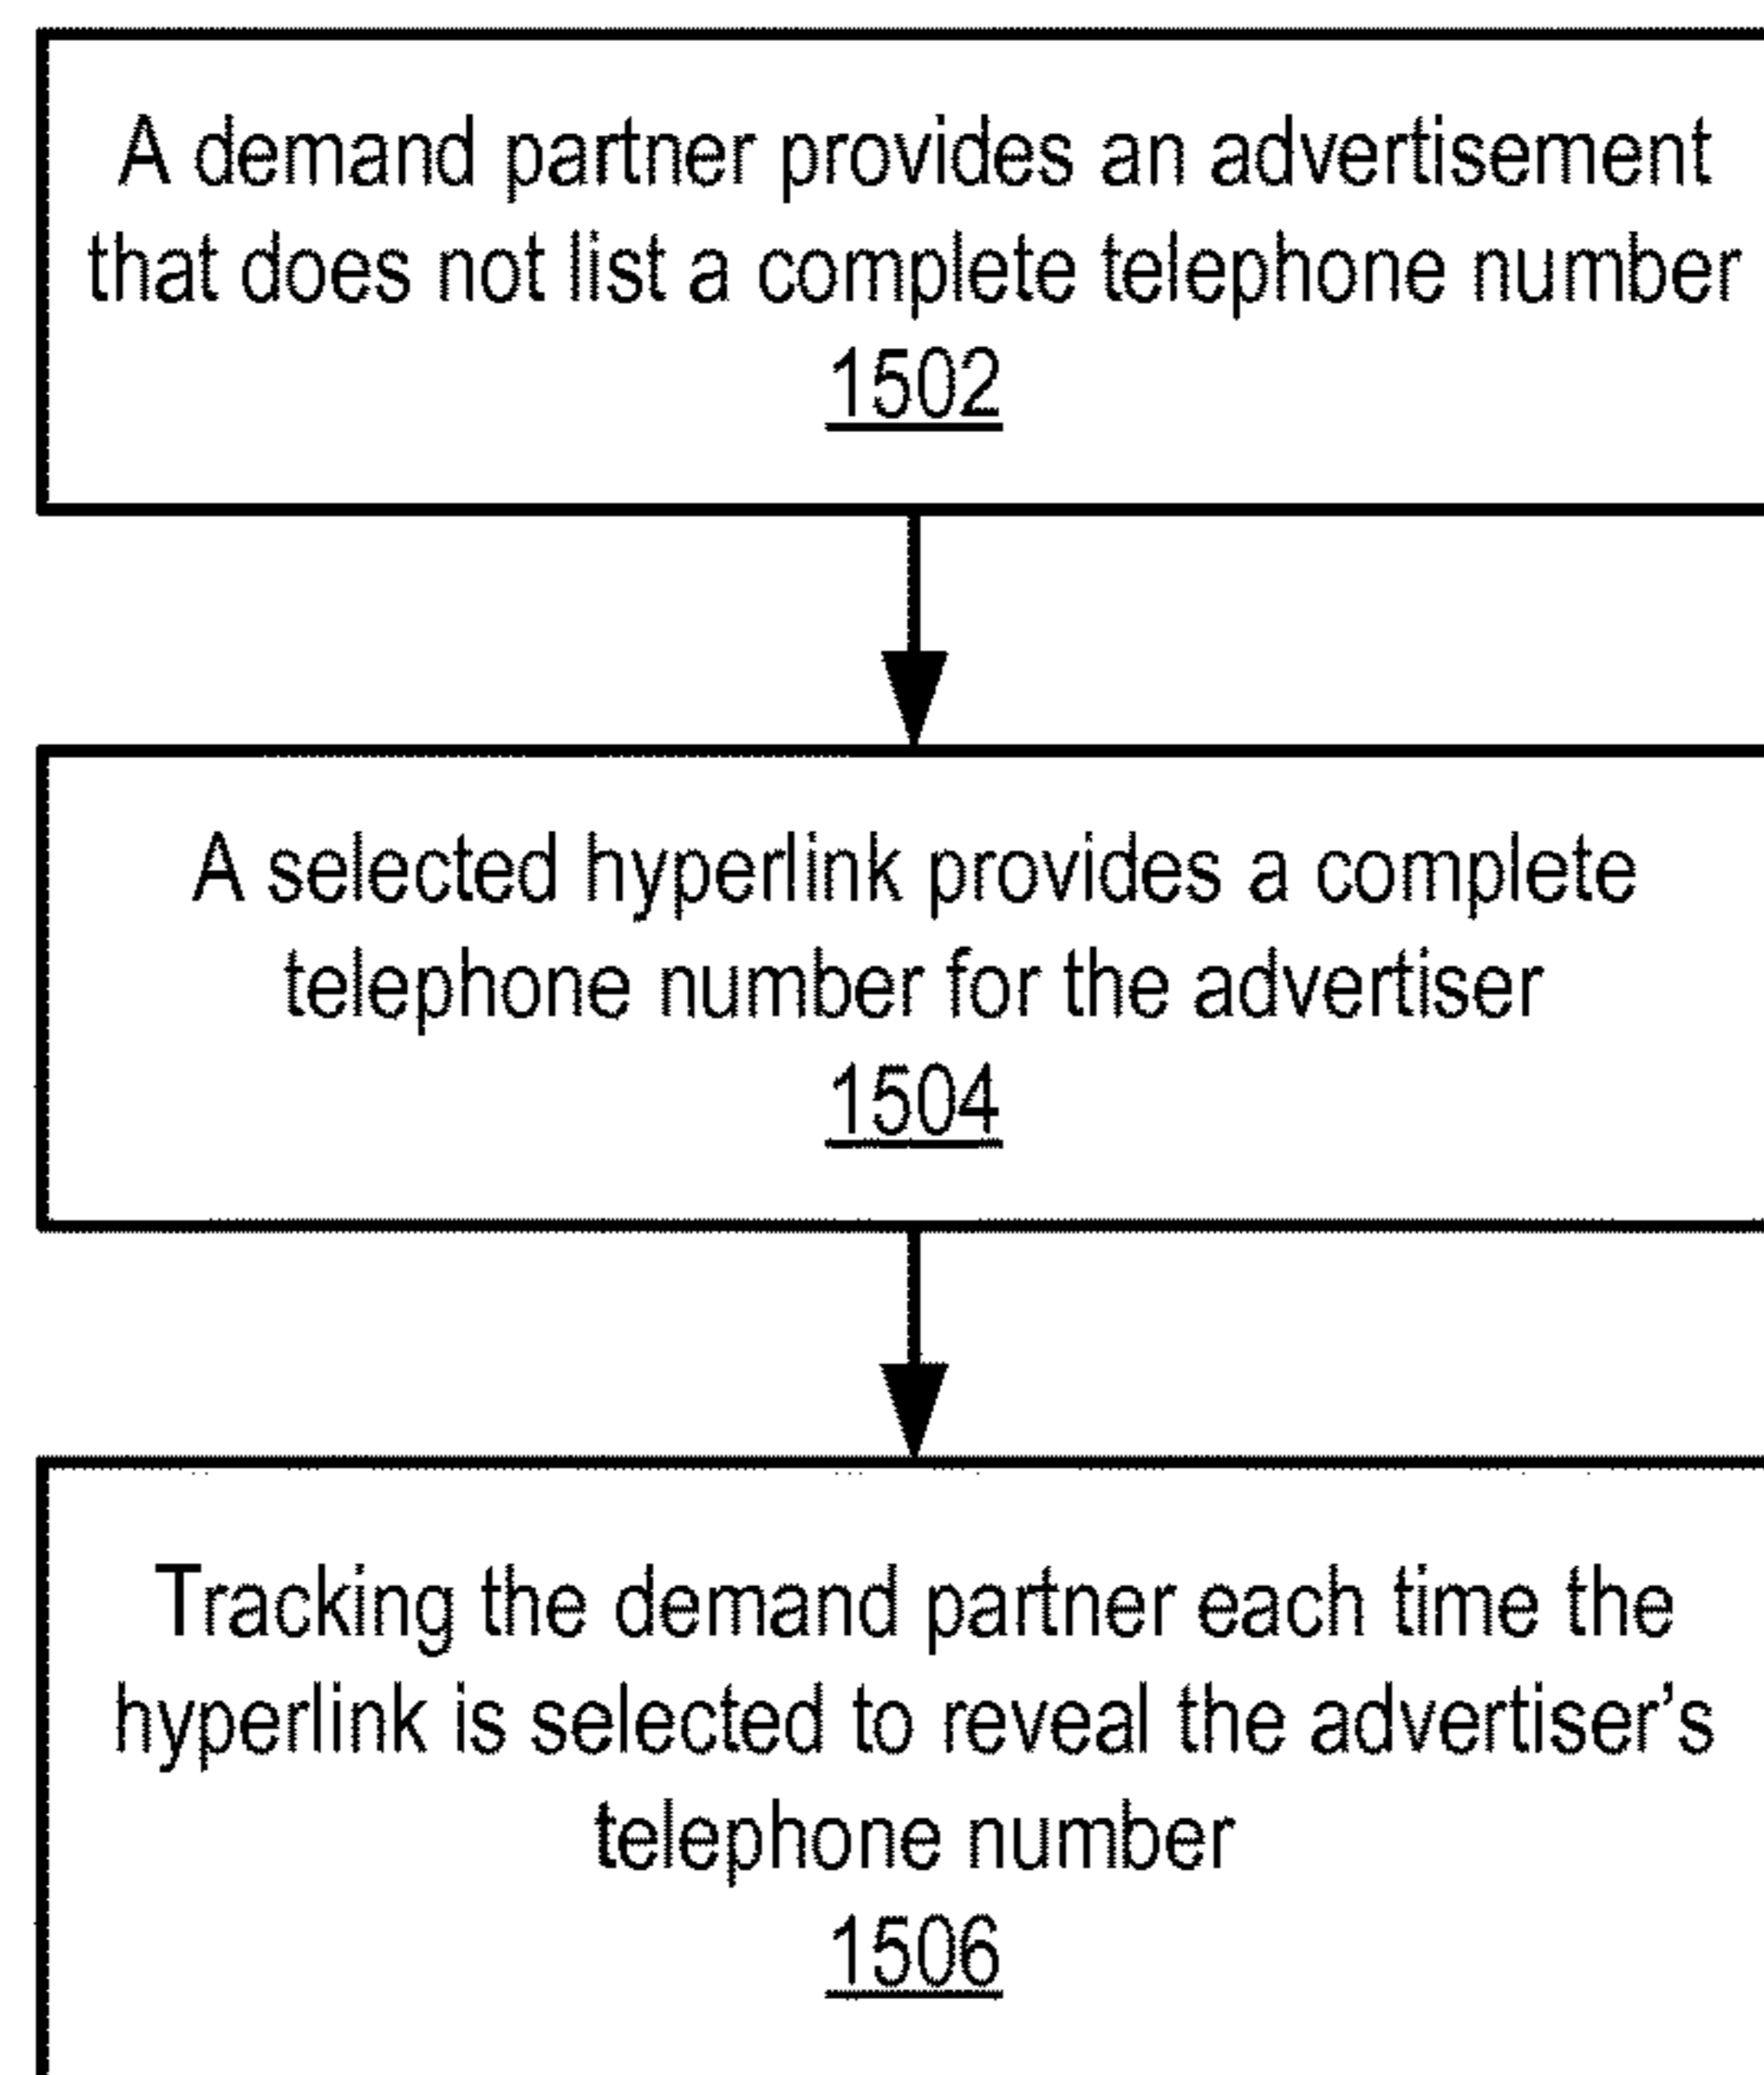 A demand partner provides an advertisement
that does not list a complete telephone number
1502
A selected hyperlink provides a complete
telephone number for the advertiser
1504
Tracking the demand partner each time the
hyperlink is selected to reveal the advertiser’s
telephone number
1506